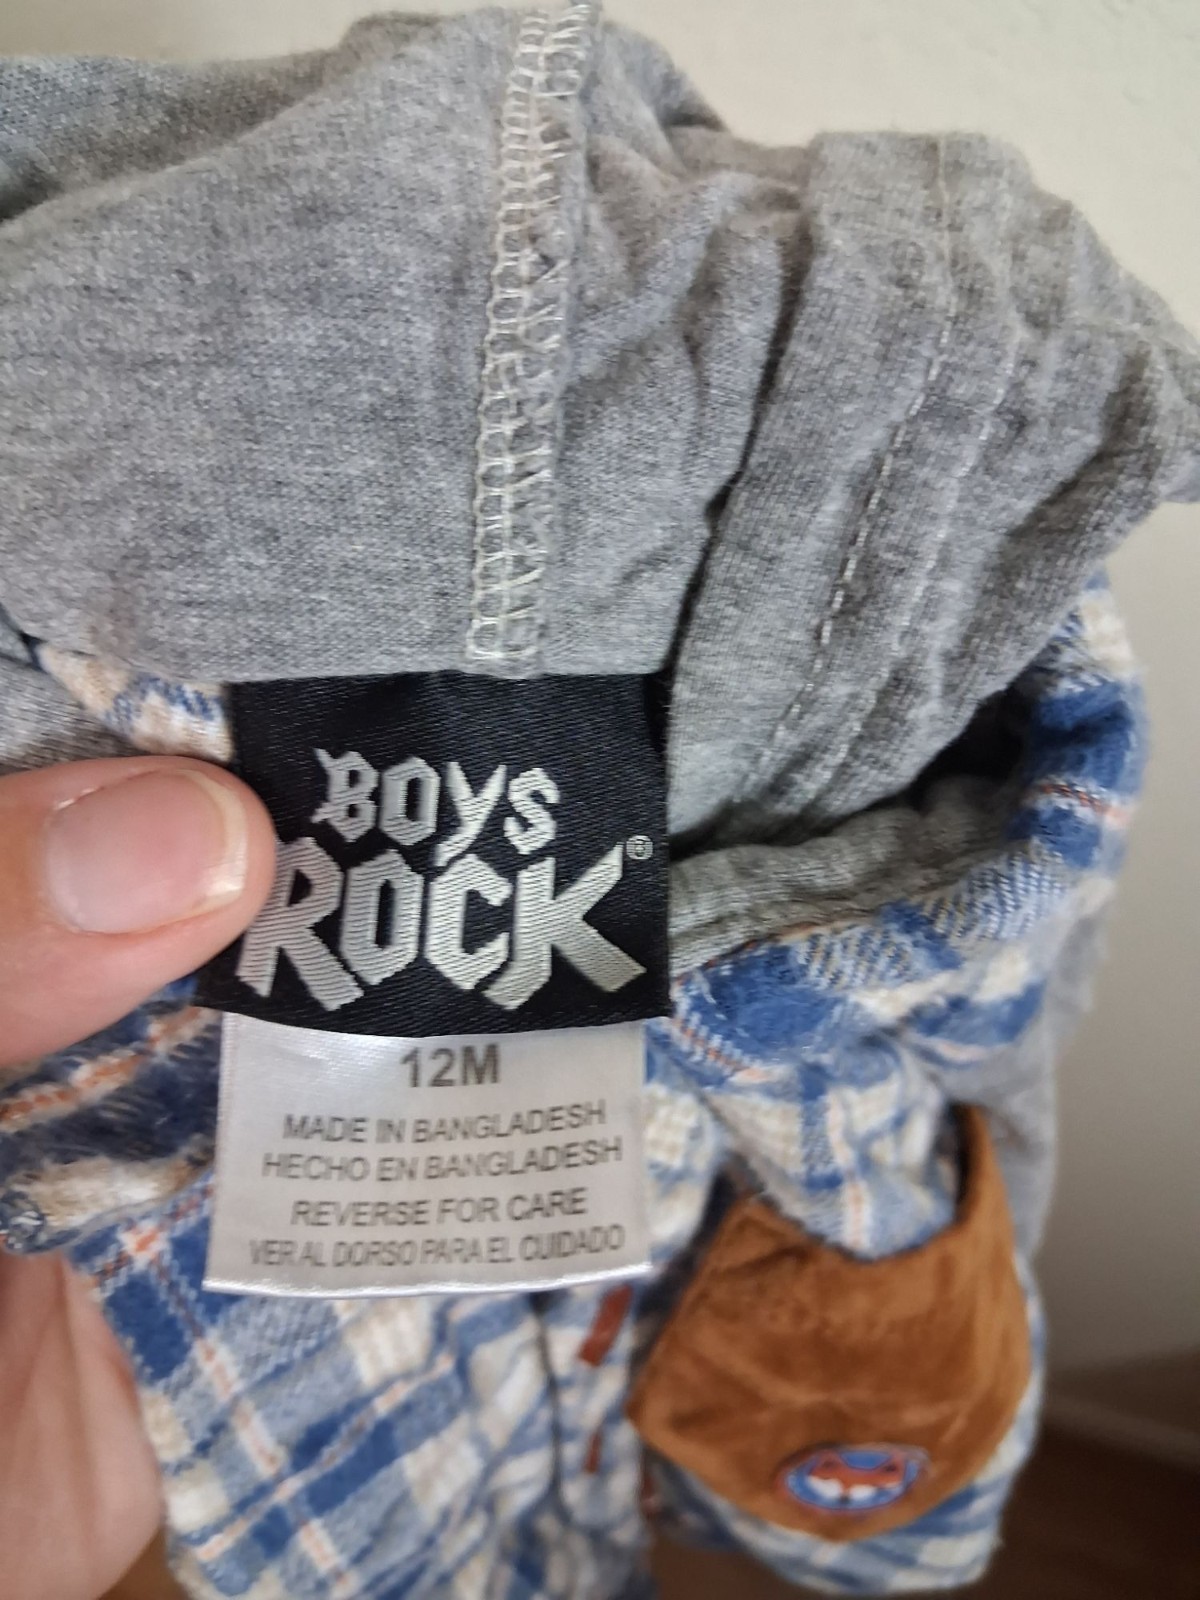 BOYS
ROCK®
12M
MADE IN BANGLADESH
HECHO EN BANGLADESH
REVERSE FOR CARE
VER AL DORSO PARA EL CUIDADO